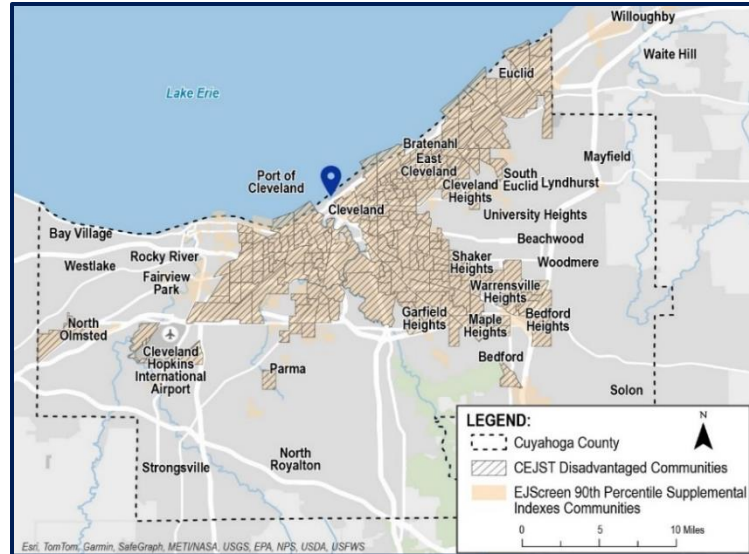 Willoughby
Waite Hill
Euclid
Lake Erie
Bratenahl
East
Cleveland
Mayfield
Port of
Cleveland
South
Euclid
Lyndhurst
Cleveland
Heights
Cleveland
University Heights
Bay Village
Beachwood
Rocky River
Shaker
Heights
Woodmere
Westlake
Fairview
Park
Warrensville
Heights
North
Olmsted
Garfield
Heights
Maple
Heights
Bedford
Heights
Cleveland
Hopkins
International
Airport
Parma
Bedford
Solon
LEGEND:
N
Cuyahoga County
CEJST Disadvantaged Communities
EJScreen 90th Percentile Supplemental
Indexes Communities
0 5 10 Miles
North
Royalton
Strongsville
Esri, TomTom, Garmin, SafeGraph, METI/NASA, USGS, EPA, NPS, USDA, USFWS